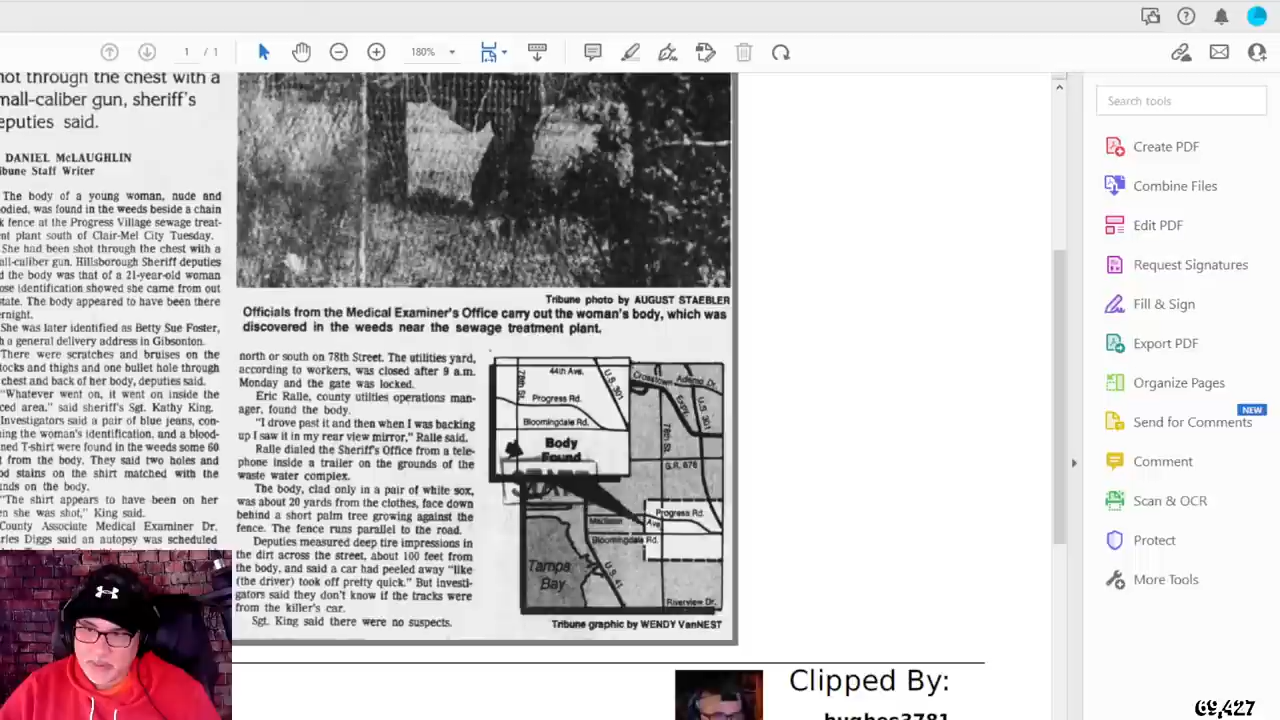 1 / 1
180%
not through the chest with a
mall-caliber gun, sheriff's
eputies said.
DANIEL McLAUGHLIN
ibune Staff Writer
The body of a young woman, nude and
odied, was found in the weeds beside a chain
k fence at the Progress Village sewage treat-
nt plant south of Clair-Mel City Tuesday.
She had been shot through the chest with a
all-caliber gun. Hillsborough Sheriff deputies
d the body was that of a 21-year-old woman
ose identification showed she came from out
state. The body appeared to have been there
ernight.
She was later identified as Betty Sue Foster,
h a general delivery address in Gibsonton.
There were scratches and bruises on the
tocks and thighs and one bullet hole through
chest and back of her body, deputies said.
"Whatever went on, it went on inside the
ced area," said sheriff's Sgt. Kathy King.
Investigators said a pair of blue jeans, con-
ing the woman's identification, and a blood-
ned T-shirt were found in the weeds some 60
from the body. They said two holes and
od stains on the shirt matched with the
nds on the body.
"The shirt appears to have been on her
en she was shot," King said.
County Associate Medical Examiner Dr.
rles Diggs said an autopsy was scheduled
Tribune photo by AUGUST STAEBLER
Officials from the Medical Examiner's Office carry out the woman's body, which was
discovered in the weeds near the sewage treatment plant.
north or south on 78th Street. The utilities yard,
according to workers, was closed after 9 a.m.
Monday and the gate was locked.
Eric Ralle, county utilities operations man-
ager, found the body.
"I drove past it and then when I was backing
up I saw it in my rear view mirror," Ralle said.
Ralle dialed the Sheriff's Office from a tele-
phone inside a trailer on the grounds of the
waste water complex.
The body, clad only in a pair of white sox,
was about 20 yards from the clothes, face down
behind a short palm tree growing against the
fence. The fence runs parallel to the road.
Deputies measured deep tire impressions in
the dirt across the street, about 100 feet from
the body, and said a car had peeled away "like
(the driver) took off pretty quick." But investi-
gators said they don't know if the tracks were
from the killer's car.
Sgt. King said there were no suspects.
78th St.
44th Ave.
U.S. 301
Progress Rd.
Bloomingdale Rd.
Body
Found
Crosstown
Adamo Dr.
Expy.
U.S. 301
78th St.
S.R. 676
Progress Rd.
Madison
Ave.
Bloomingdale Rd.
Tampa
Bay
U.S. 41
Riverview Dr.
Tribune graphic by WENDY VanNEST
Clipped By:
hughes3781
Search tools
Create PDF
Combine Files
Edit PDF
Request Signatures
Fill & Sign
Export PDF
Organize Pages
NEW
Send for Comments
Comment
Scan & OCR
Protect
More Tools
69,427